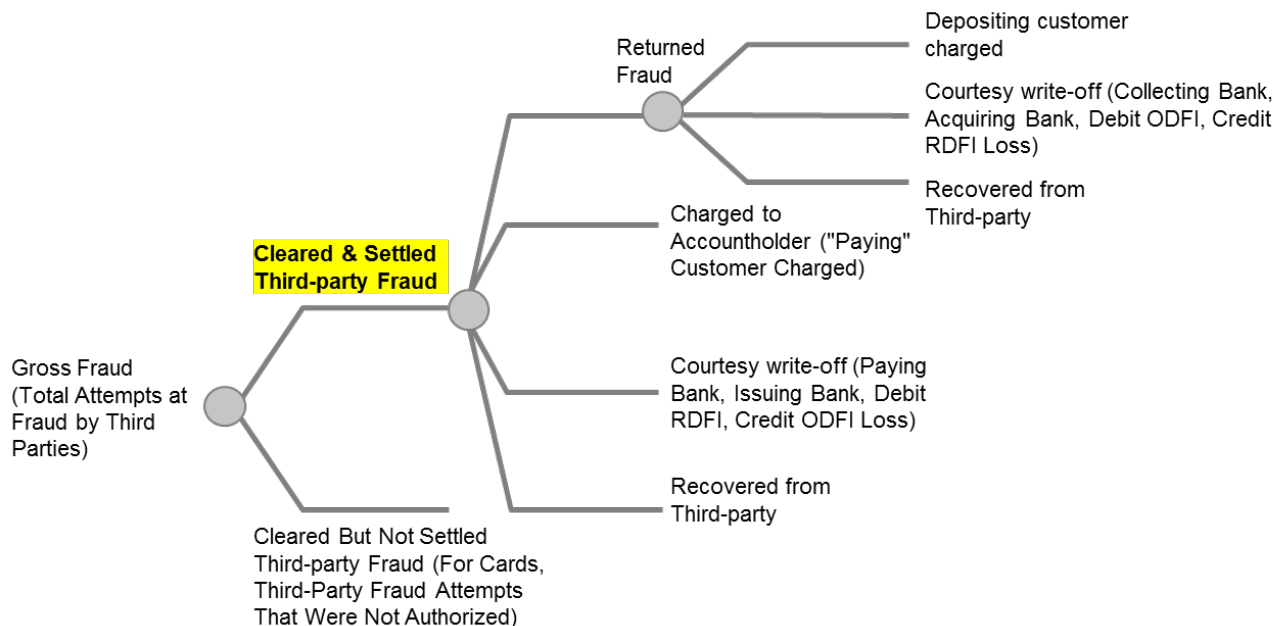 Depositing customer
charged
Returned
Fraud
Courtesy write-off (Collecting Bank,
Acquiring Bank, Debit ODFI, Credit
RDFI Loss)
Recovered from
Third-party
Charged to
Accountholder ("Paying"
Customer Charged)
Cleared & Settled
Third-party Fraud
Gross Fraud
(Total Attempts at
Fraud by Third
Parties)
Courtesy write-off (Paying
Bank, Issuing Bank, Debit
RDFI, Credit ODFI Loss)
Recovered from
Third-party
Cleared But Not Settled
Third-party Fraud (For Cards,
Third-Party Fraud Attempts
That Were Not Authorized)